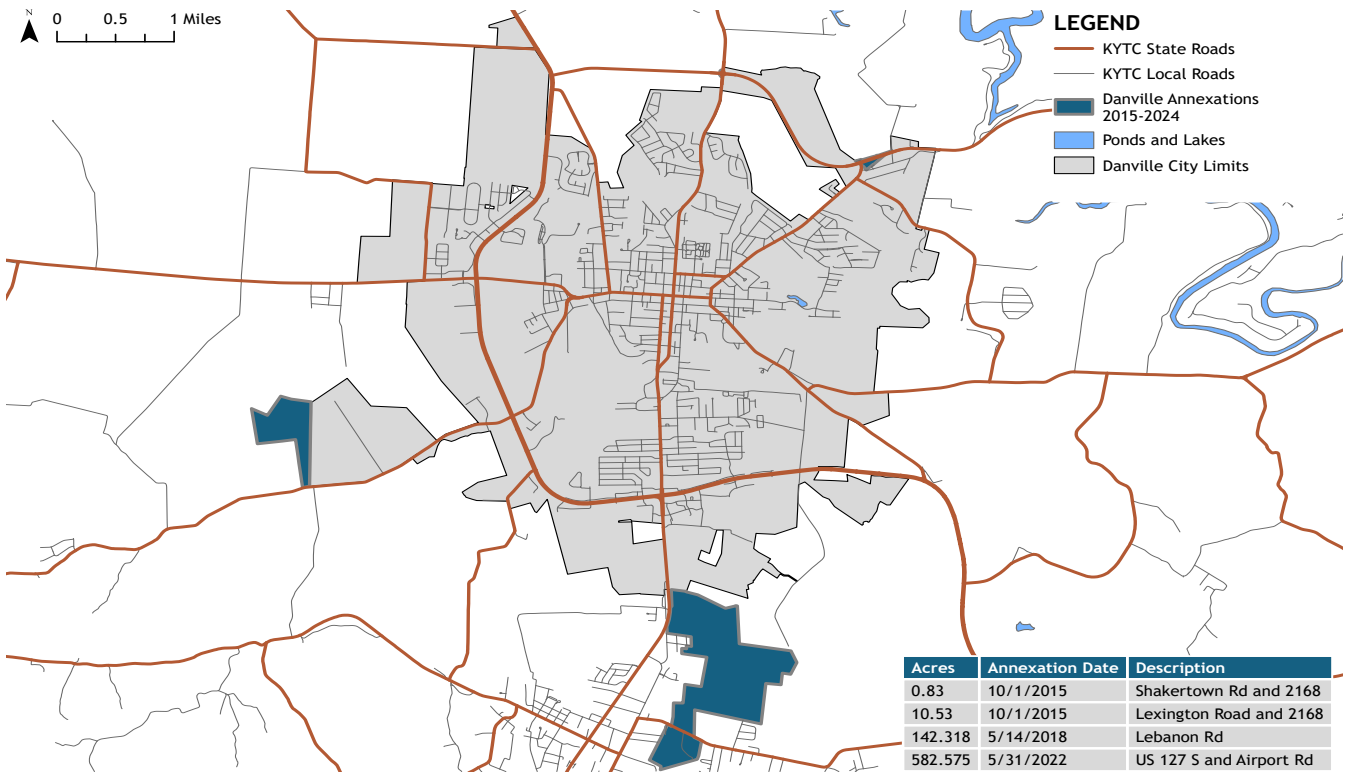 N
0 0.5 1 Miles
LEGEND
KYTC State Roads
KYTC Local Roads
Danville Annexations
2015-2024
Ponds and Lakes
Danville City Limits
Acres Annexation Date Description
0.83 10/1/2015 Shakertown Rd and 2168
10.53 10/1/2015 Lexington Road and 2168
142.318 5/14/2018 Lebanon Rd
582.575 5/31/2022 US 127 S and Airport Rd